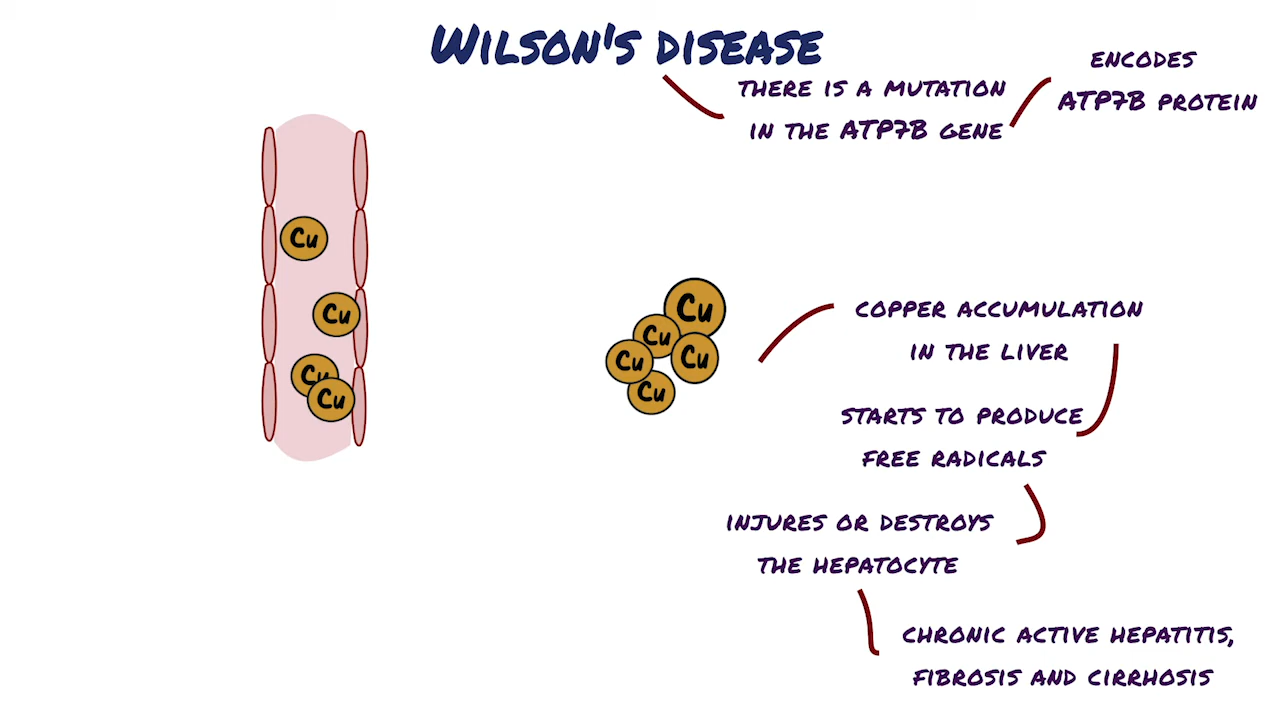 WILSON'S DISEASE
THERE IS A MUTATION
IN THE ATP7B GENE
ENCODES
ATP7B PROTEIN
Cu
Cu
Cu
Cu
Cu
Cu
Cu
Cu
Cu
COPPER ACCUMULATION
IN THE LIVER
STARTS TO PRODUCE
FREE RADICALS
INJURES OR DESTROYS
THE HEPATOCYTE
CHRONIC ACTIVE HEPATITIS,
FIBROSIS AND CIRRHOSIS